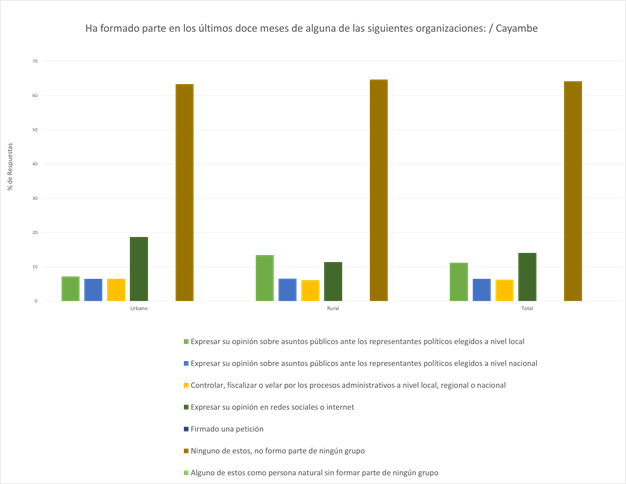 Ha formado parte en los últimos doce meses de alguna de las siguientes organizaciones: / Cayambe
70
60
50
40
30
20
10
0
% de Respuestas
Urbano
Rural
Total
Expresar su opinión sobre asuntos públicos ante los representantes políticos elegidos a nivel local
Expresar su opinión sobre asuntos públicos ante los representantes políticos elegidos a nivel nacional
Controlar, fiscalizar o velar por los procesos administrativos a nivel local, regional o nacional
Expresar su opinión en redes sociales o internet
Firmado una petición
Ninguno de estos, no formo parte de ningún grupo
Alguno de estos como persona natural sin formar parte de ningún grupo